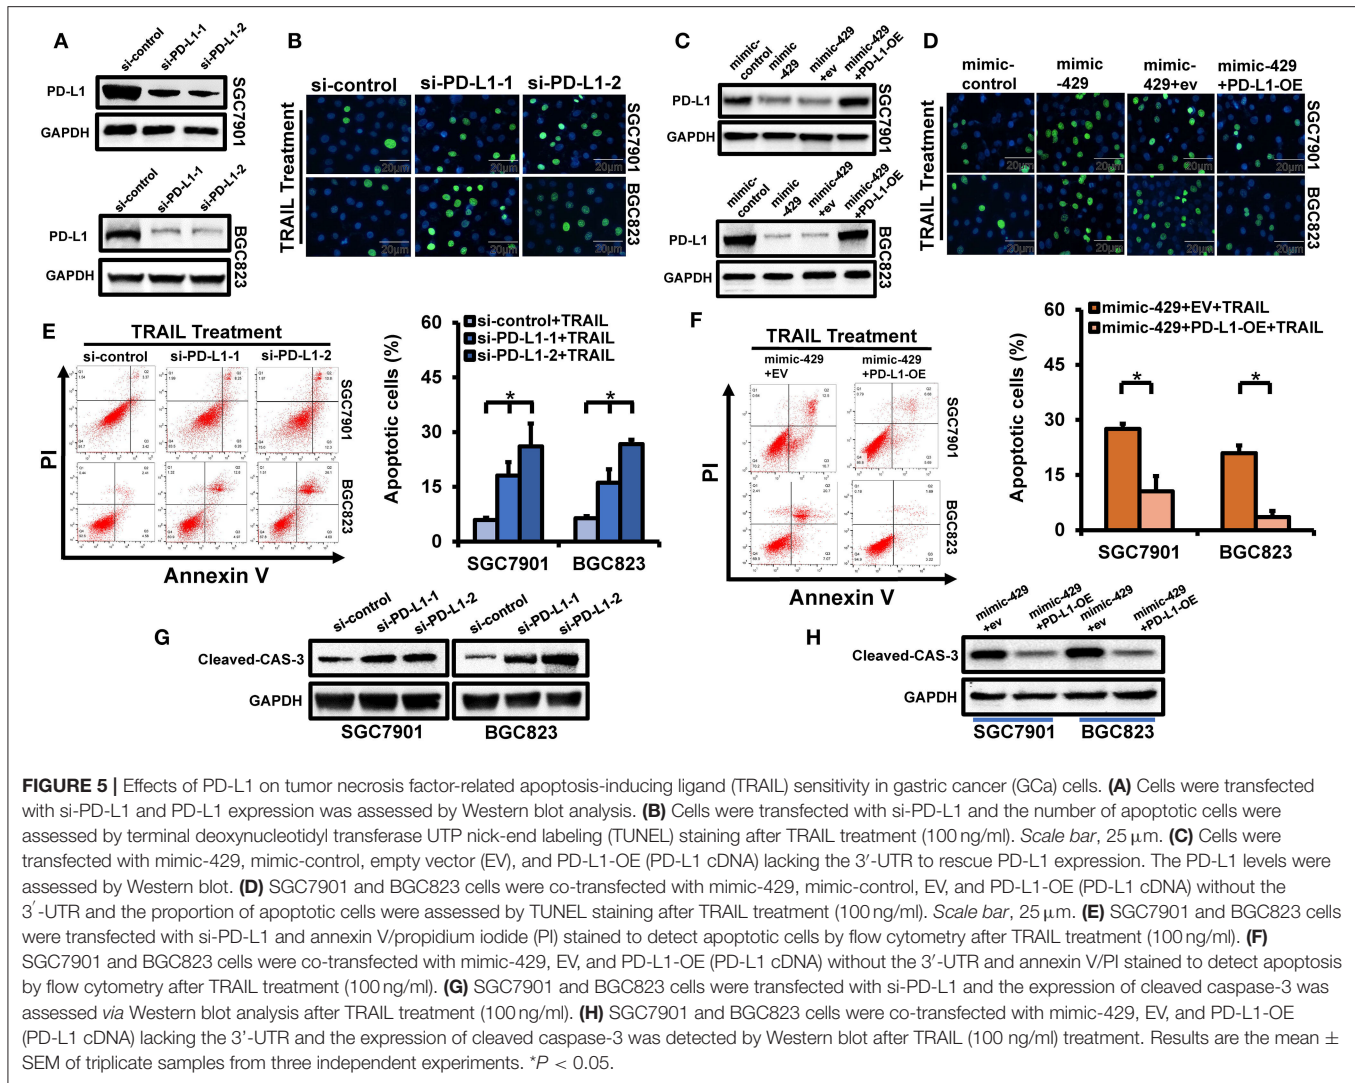 A
si-control
si-PD-L1-1
si-PD-L1-2
PD-L1
GAPDH
SGC7901
si-control
si-PD-L1-1
si-PD-L1-2
PD-L1
GAPDH
BGC823
B
si-control si-PD-L1-1 si-PD-L1-2
TRAIL Treatment
SGC7901
BGC823
20μm 20μm 20μm
20μm 20μm 20μm
C
mimic-control
mimic-429
mimic-429+ev
mimic-429+PD-L1-OE
PD-L1
GAPDH
SGC7901
mimic-control
mimic-429
mimic-429+ev
mimic-429+PD-L1-OE
PD-L1
GAPDH
BGC823
D
mimic- mimic mimic- mimic-429
control -429 429+ev +PD-L1-OE
TRAIL Treatment
SGC7901
BGC823
20μm 20μm 20μm 20μm
20μm 20μm 20μm 20μm
E
TRAIL Treatment
si-control si-PD-L1-1 si-PD-L1-2
SGC7901
BGC823
PI
Annexin V
Apoptotic cells (%)
60
45
30
15
0
si-control+TRAIL
si-PD-L1-1+TRAIL
si-PD-L1-2+TRAIL
* *
SGC7901 BGC823
F
TRAIL Treatment
mimic-429 mimic-429
+EV +PD-L1-OE
SGC7901
BGC823
PI
Annexin V
Apoptotic cells (%)
60
45
30
15
0
mimic-429+EV+TRAIL
mimic-429+PD-L1-OE+TRAIL
* *
SGC7901 BGC823
G
si-control
si-PD-L1-1
si-PD-L1-2
si-control
si-PD-L1-1
si-PD-L1-2
Cleaved-CAS-3
GAPDH
SGC7901 BGC823
H
mimic-429
+ev
mimic-429
+PD-L1-OE
mimic-429
+ev
mimic-429
+PD-L1-OE
Cleaved-CAS-3
GAPDH
SGC7901 BGC823
FIGURE 5 | Effects of PD-L1 on tumor necrosis factor-related apoptosis-inducing ligand (TRAIL) sensitivity in gastric cancer (GCa) cells. (A) Cells were transfected
with si-PD-L1 and PD-L1 expression was assessed by Western blot analysis. (B) Cells were transfected with si-PD-L1 and the number of apoptotic cells were
assessed by terminal deoxynucleotidyl transferase UTP nick-end labeling (TUNEL) staining after TRAIL treatment (100 ng/ml). Scale bar, 25 μm. (C) Cells were
transfected with mimic-429, mimic-control, empty vector (EV), and PD-L1-OE (PD-L1 cDNA) lacking the 3′-UTR to rescue PD-L1 expression. The PD-L1 levels were
assessed by Western blot. (D) SGC7901 and BGC823 cells were co-transfected with mimic-429, mimic-control, EV, and PD-L1-OE (PD-L1 cDNA) without the
3′-UTR and the proportion of apoptotic cells were assessed by TUNEL staining after TRAIL treatment (100 ng/ml). Scale bar, 25 μm. (E) SGC7901 and BGC823 cells
were transfected with si-PD-L1 and annexin V/propidium iodide (PI) stained to detect apoptotic cells by flow cytometry after TRAIL treatment (100 ng/ml). (F)
SGC7901 and BGC823 cells were co-transfected with mimic-429, EV, and PD-L1-OE (PD-L1 cDNA) without the 3′-UTR and annexin V/PI stained to detect apoptosis
by flow cytometry after TRAIL treatment (100 ng/ml). (G) SGC7901 and BGC823 cells were transfected with si-PD-L1 and the expression of cleaved caspase-3 was
assessed via Western blot analysis after TRAIL treatment (100 ng/ml). (H) SGC7901 and BGC823 cells were co-transfected with mimic-429, EV, and PD-L1-OE
(PD-L1 cDNA) lacking the 3'-UTR and the expression of cleaved caspase-3 was detected by Western blot after TRAIL (100 ng/ml) treatment. Results are the mean ±
SEM of triplicate samples from three independent experiments. *P < 0.05.